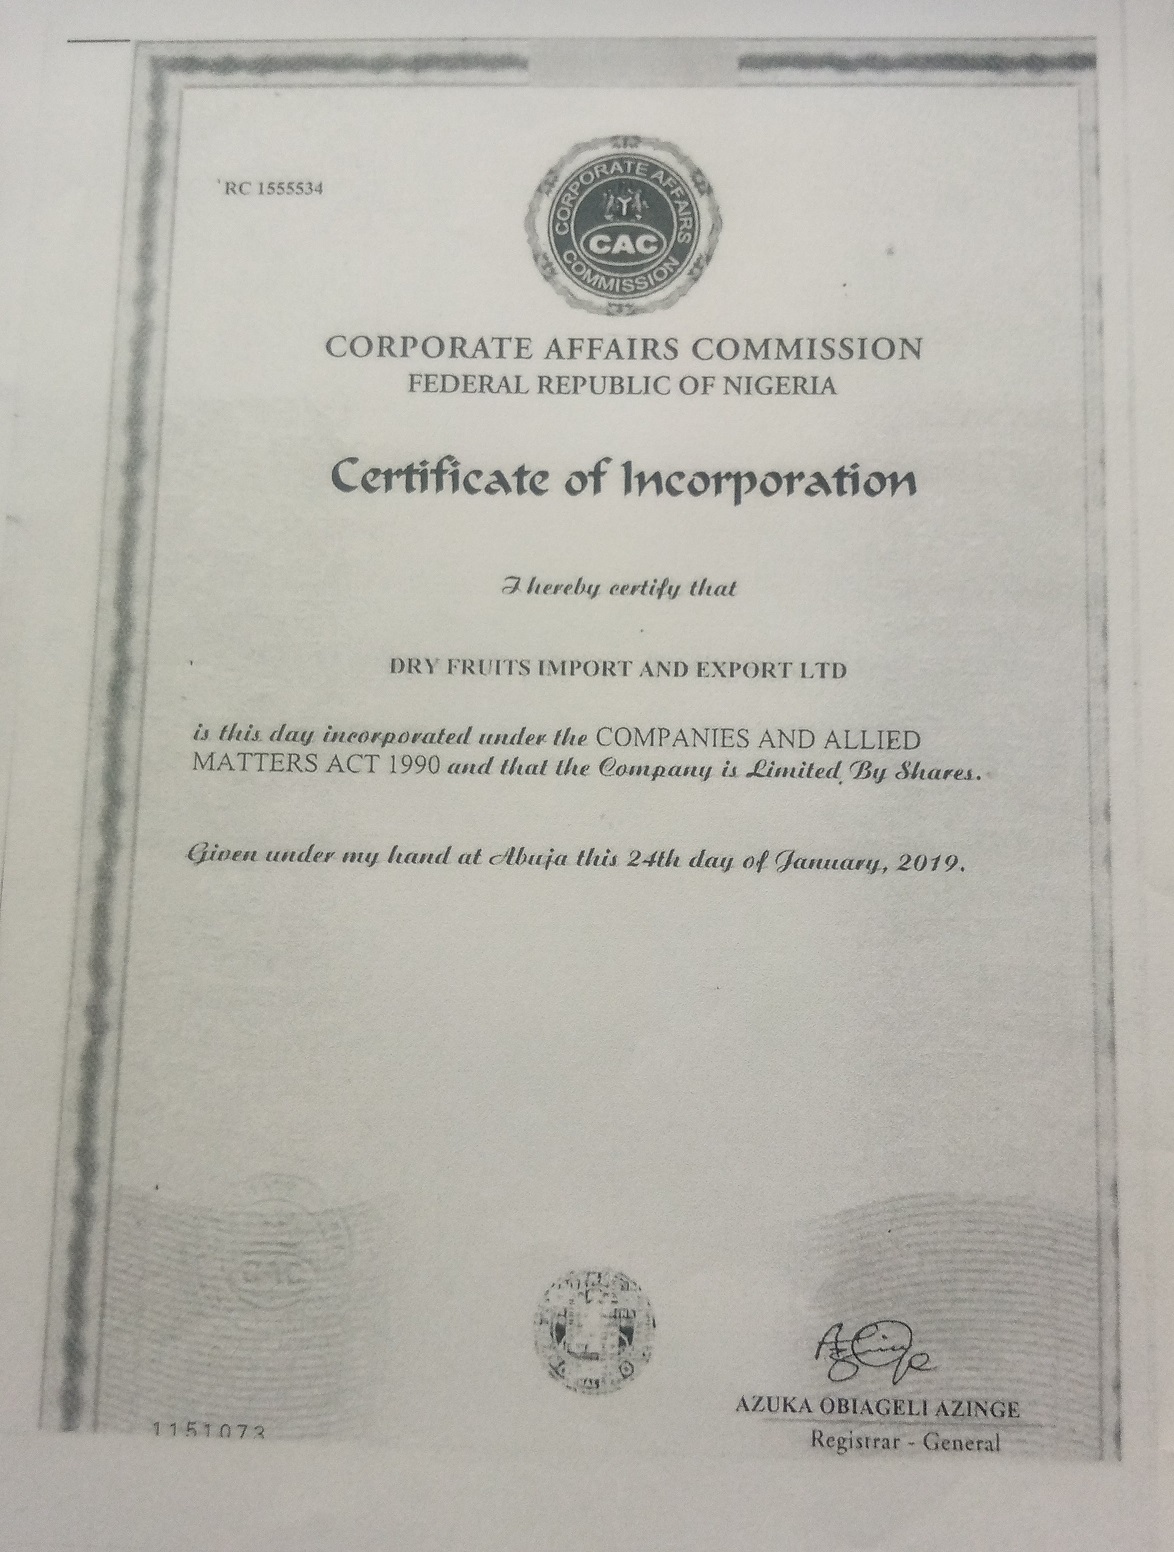 RC 1555534
CORPORATE AFFAIRS COMMISSION
CAC
CORPORATE AFFAIRS COMMISSION
FEDERAL REPUBLIC OF NIGERIA
Certificate of Incorporation
I hereby certify that
DRY FRUITS IMPORT AND EXPORT LTD
is this day incorporated under the COMPANIES AND ALLIED
MATTERS ACT 1990 and that the Company is Limited By Shares.
Given under my hand at Abuja this 24th day of January, 2019.
CAC
AZUKA OBIAGELI AZINGE
Registrar - General
1151073